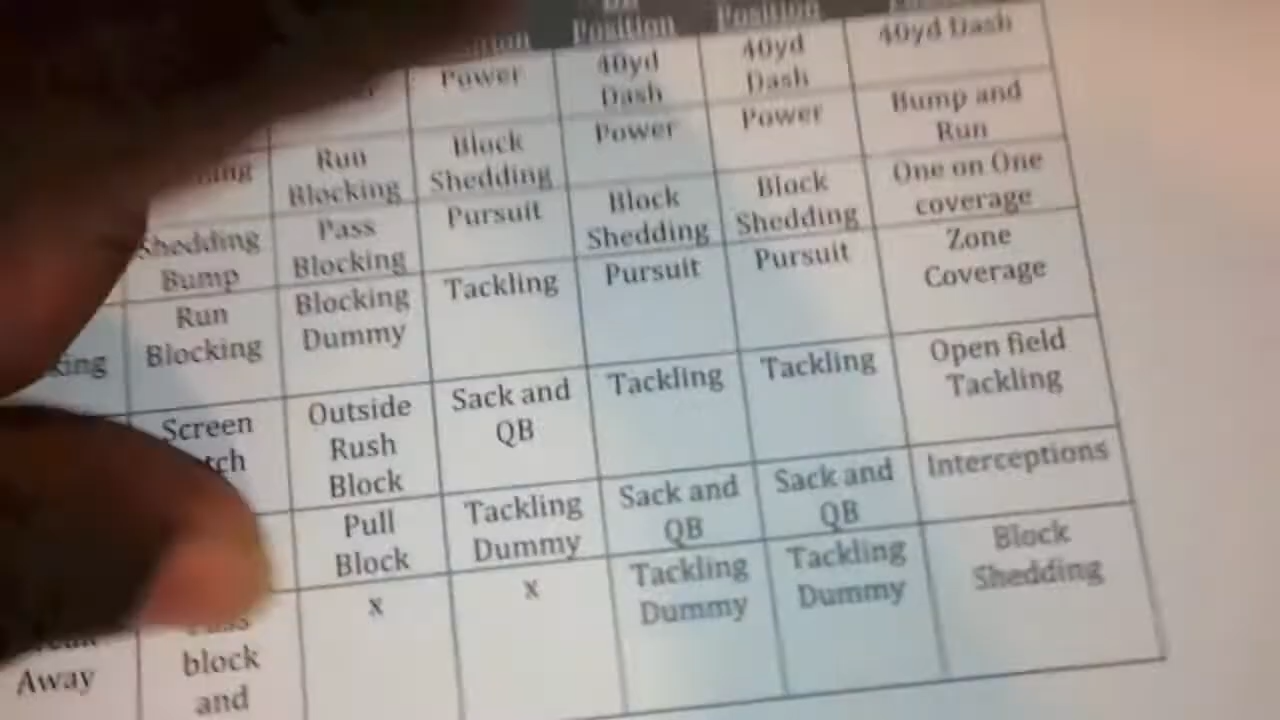 Position
Position
Power
40yd
Dash
40yd
Dash
40yd Dash
Run
Blocking
Block
Shedding
Power
Power
Bump and
Run
Shedding
Bump
Pass
Blocking
Pursuit
Block
Shedding
Block
Shedding
One on One
coverage
Run
Blocking
Blocking
Dummy
Tackling
Pursuit
Pursuit
Zone
Coverage
Screen
Outside
Rush
Block
Sack and
QB
Tackling
Tackling
Open field
Tackling
Pull
Block
Tackling
Dummy
Sack and
QB
Sack and
QB
Interceptions
Away
block
and
x
x
Tackling
Dummy
Tackling
Dummy
Block
Shedding